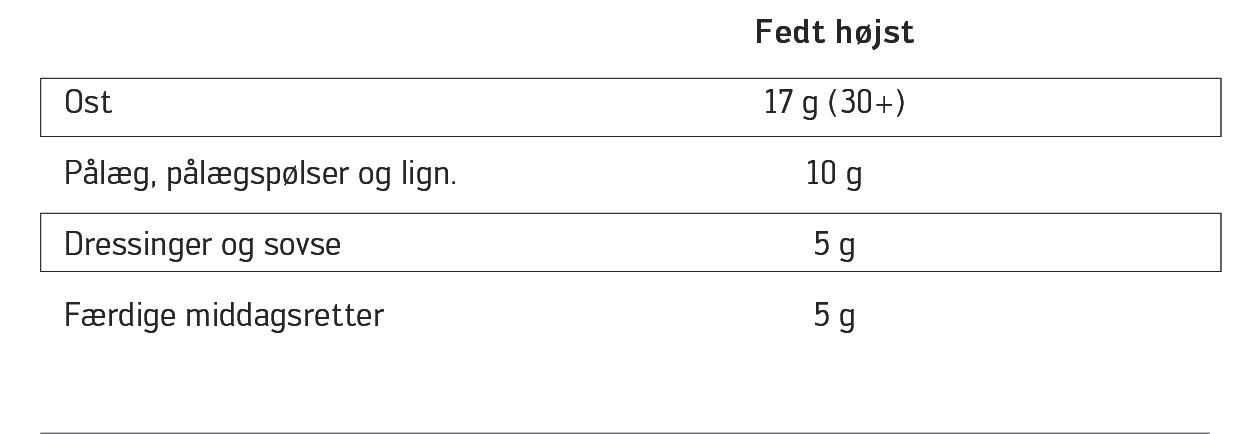 Fedt højst
Ost 17 g (30+)
Pålæg, pålægspølser og lign. 10 g
Dressinger og sovse 5 g
Færdige middagsretter 5 g